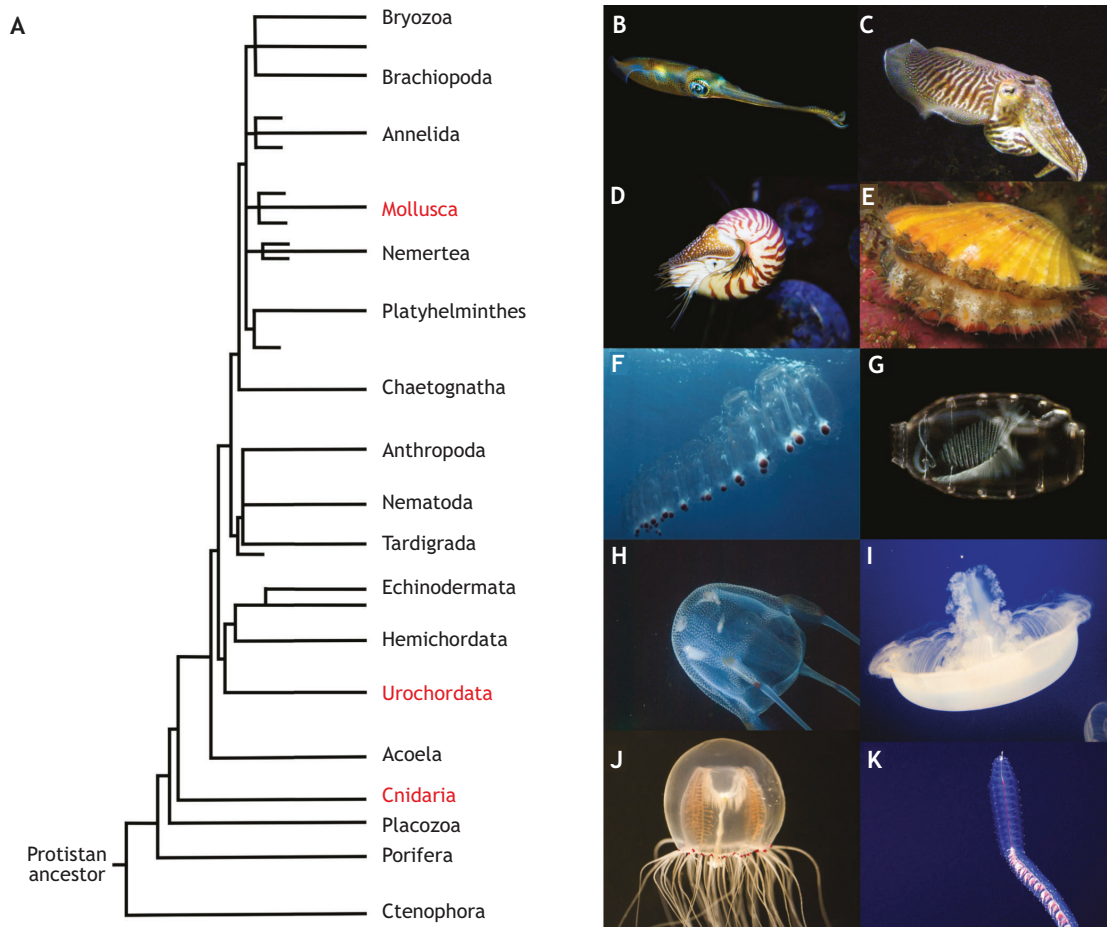 A
Bryozoa
Brachiopoda
Annelida
Mollusca
Nemertea
Platyhelminthes
Chaetognatha
Anthropoda
Nematoda
Tardigrada
Echinodermata
Hemichordata
Urochordata
Acoela
Cnidaria
Placozoa
Porifera
Ctenophora
Protistan
ancestor
B
C
D
E
F
G
H
I
J
K